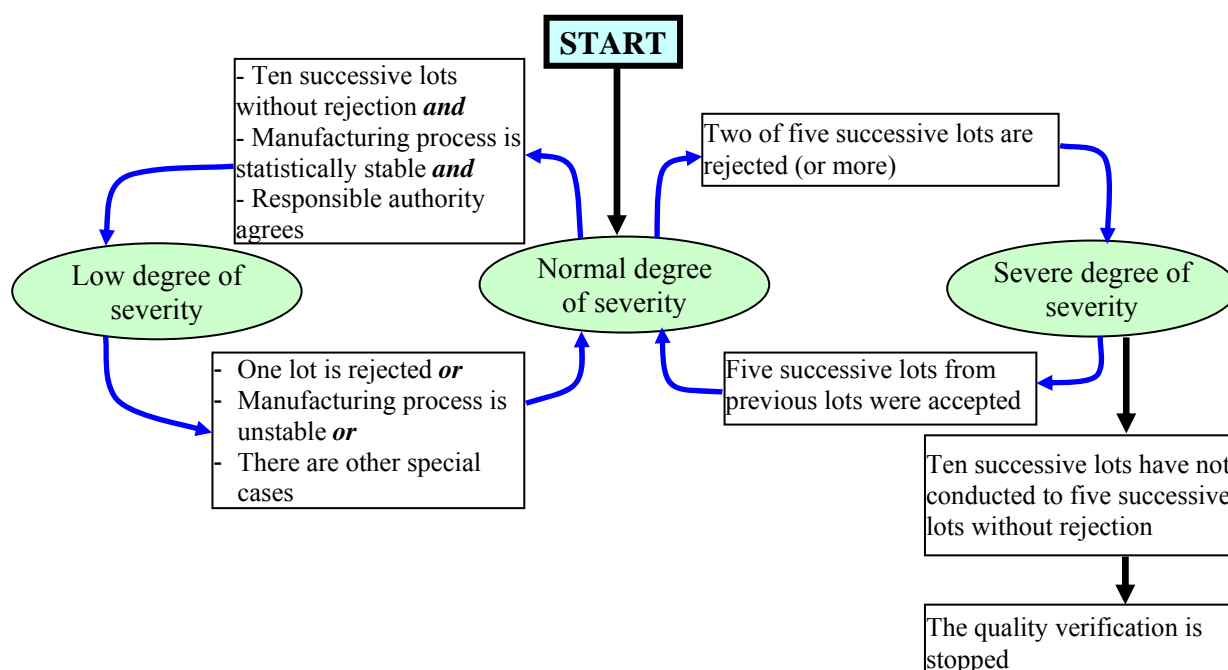 START
- Ten successive lots
without rejection and
- Manufacturing process is
statistically stable and
- Responsible authority
agrees
Two of five successive lots are
rejected (or more)
Low degree of
severity
Normal degree
of severity
Severe degree of
severity
- One lot is rejected or
- Manufacturing process is
unstable or
- There are other special
cases
Five successive lots from
previous lots were accepted
Ten successive lots have not
conducted to five successive
lots without rejection
The quality verification is
stopped